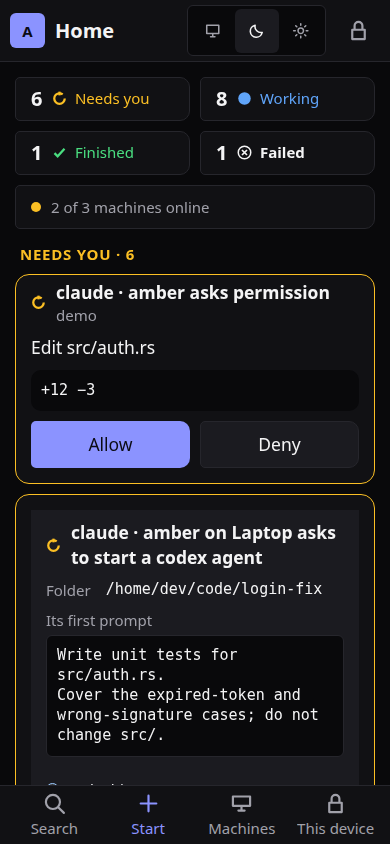 A Home
6 Needs you
8 Working
1 Finished
1 Failed
2 of 3 machines online
NEEDS YOU · 6
claude · amber asks permission
demo
Edit src/auth.rs
+12 −3
Allow
Deny
claude · amber on Laptop asks
to start a codex agent
Folder /home/dev/code/login-fix
Its first prompt
Write unit tests for
src/auth.rs.
Cover the expired-token and
wrong-signature cases; do not
change src/.
Search
Start
Machines
This device